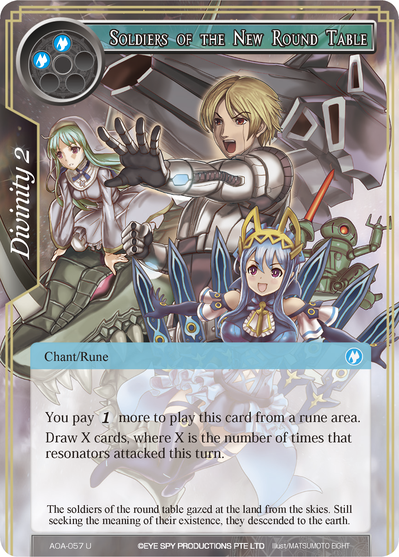 Soldiers of the New Round Table
Divinity 2
Chant/Rune
You pay 1 more to play this card from a rune area.
Draw X cards, where X is the number of times that
resonators attacked this turn.
The soldiers of the round table gazed at the land from the skies. Still
seeking the meaning of their existence, they descended to the earth.
AOA-057 U ©EYE SPY PRODUCTIONS PTE LTD Illust/MATSUMOTO EIGHT